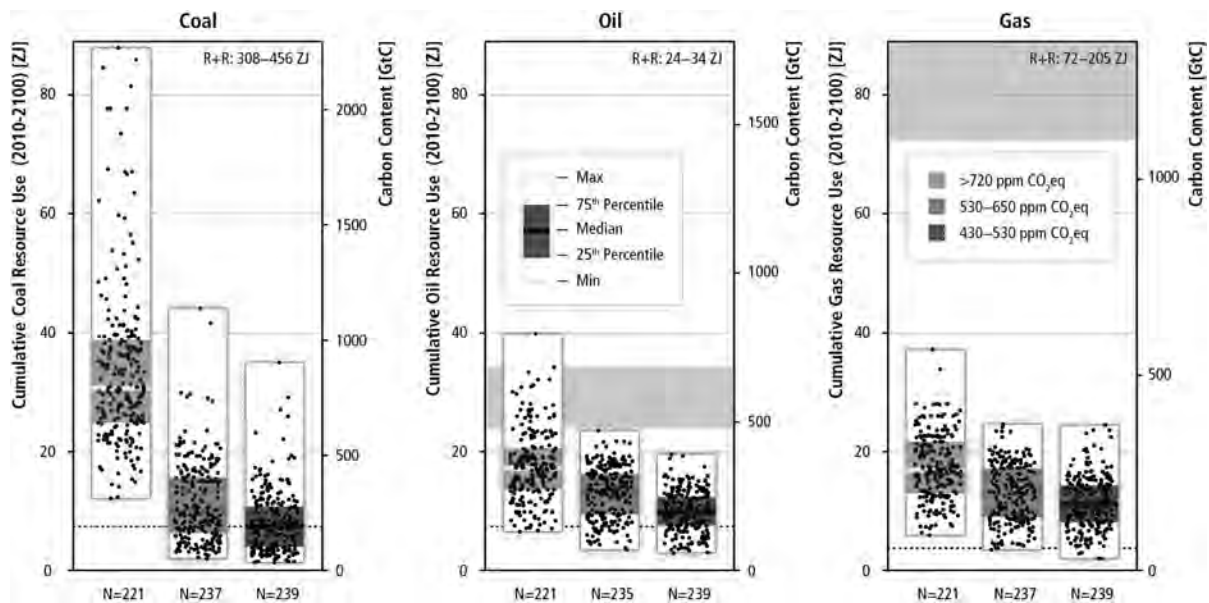 Coal
R+R: 308–456 ZJ
Cumulative Coal Resource Use (2010-2100) [ZJ]
80
60
40
20
0
Carbon Content [GtC]
2000
1500
1000
500
0
N=221
N=237
N=239
Oil
R+R: 24–34 ZJ
Cumulative Oil Resource Use (2010-2100) [ZJ]
80
60
40
20
0
Max
75th Percentile
Median
25th Percentile
Min
Carbon Content [GtC]
1500
1000
500
0
N=221
N=235
N=239
Gas
R+R: 72–205 ZJ
Cumulative Gas Resource Use (2010-2100) [ZJ]
80
60
40
20
0
>720 ppm CO₂eq
530–650 ppm CO₂eq
430–530 ppm CO₂eq
Carbon Content [GtC]
1000
500
0
N=221
N=237
N=239